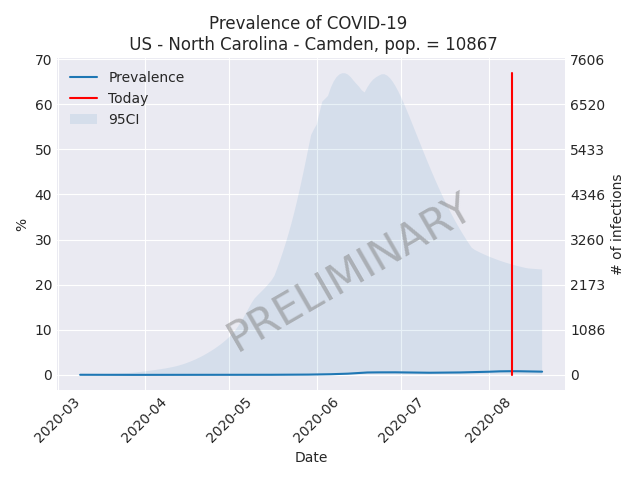 Prevalence of COVID-19
US - North Carolina - Camden, pop. = 10867
Prevalence
Today
95CI
70
60
50
40
30
20
10
0
%
7606
6520
5433
4346
3260
2173
1086
0
# of infections
PRELIMINARY
2020-03
2020-04
2020-05
2020-06
2020-07
2020-08
Date